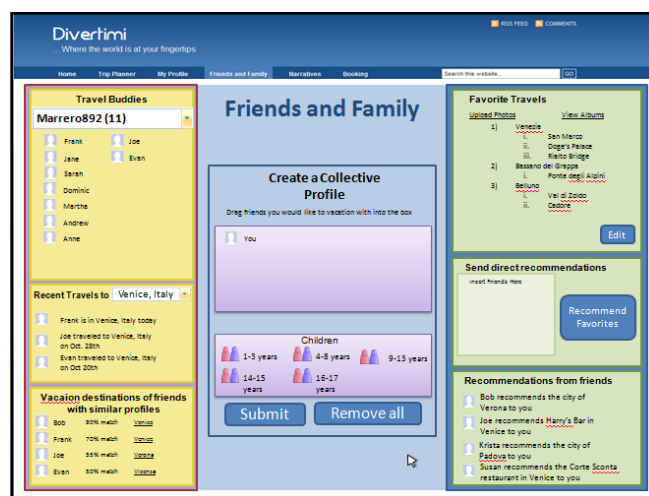 RSS FEED COMMENTS
Divertimi
...Where the world is at your fingertips
Home Trip Planner My Profile Friends and Family Narratives Booking Search this website... GO
Travel Buddies
Marrero892 (11)
Frank Joe
Jane Evan
Sarah
Dominic
Martha
Andrew
Anne
Recent Travels to Venice, Italy
Frank is in Venice, Italy today
Joe traveled to Venice, Italy
on Oct. 28th
Evan traveled to Venice, Italy
on Oct 20th
Vacaion destinations of friends
with similar profiles
Bob 90% match Venice
Frank 70% match Venice
Joe 55% match Verona
Evan 50% match Vicense
Friends and Family
Create a Collective
Profile
Drag friends you would like to vacation with into the box
You
Children
1-3 years 4-8 years 9-13 years
14-15
years
16-17
years
Submit Remove all
Favorite Travels
Upload Photos View Albums
1) Venezia
i. San Marco
ii. Doge's Palace
iii. Rialto Bridge
2) Bassano del Grappa
i. Ponte degli Alpini
3) Belluno
i. Val di Zoldo
ii. Cadore
Edit
Send direct recommendations
Insert Friends Here
Recommend
Favorites
Recommendations from friends
Bob recommends the city of
Verona to you
Joe recommends Harry's Bar in
Venice to you
Krista recommends the city of
Padova to you
Susan recommends the Corte Sconta
restaurant in Venice to you